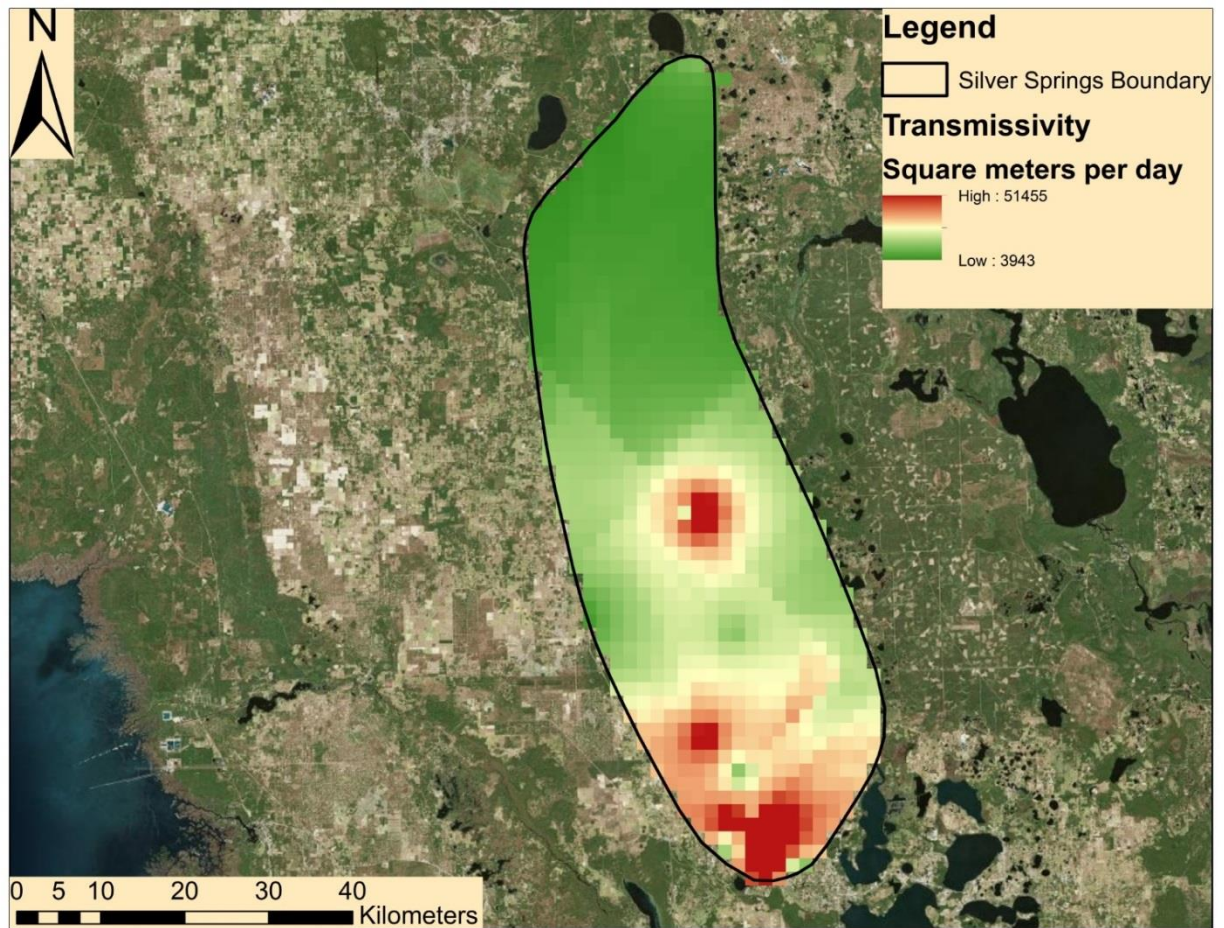 N
Legend
Silver Springs Boundary
Transmissivity
Square meters per day
High : 51455
Low : 3943
0 5 10 20 30 40
Kilometers